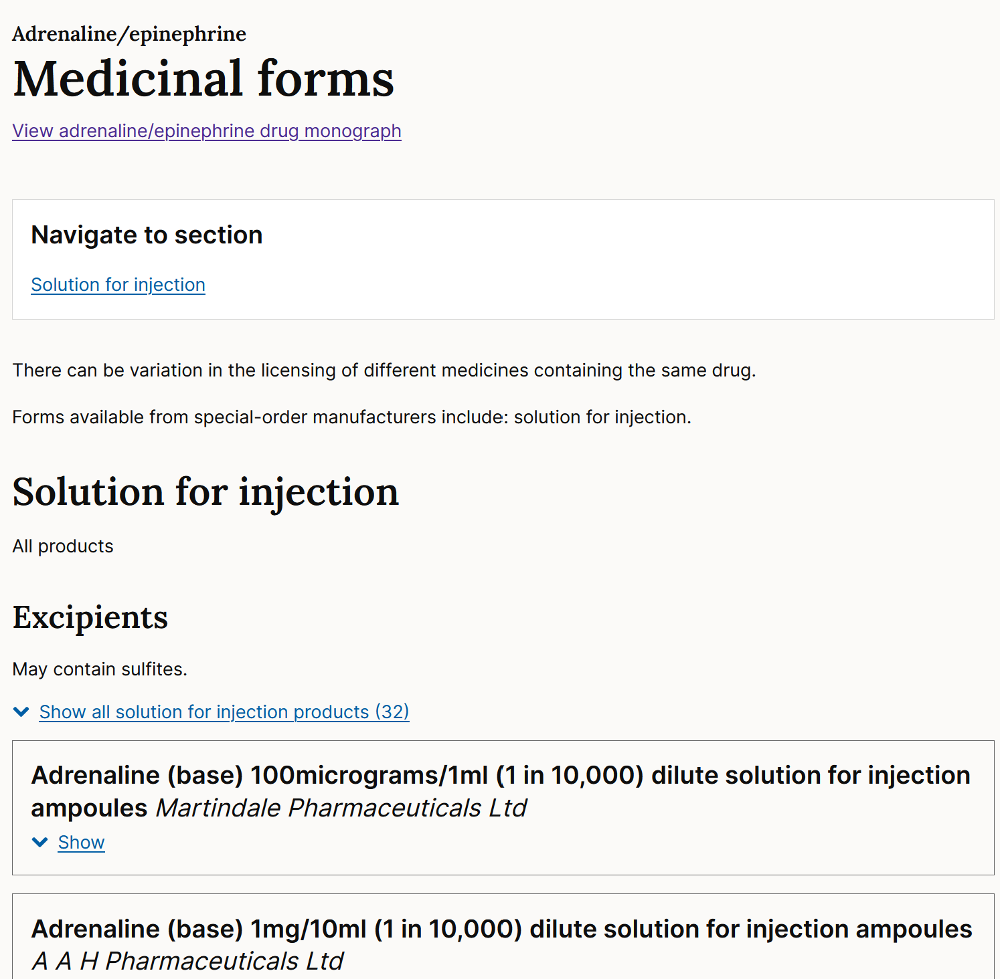 Adrenaline/epinephrine
Medicinal forms
View adrenaline/epinephrine drug monograph
Navigate to section
Solution for injection
There can be variation in the licensing of different medicines containing the same drug.
Forms available from special-order manufacturers include: solution for injection.
Solution for injection
All products
Excipients
May contain sulfites.
Show all solution for injection products (32)
Adrenaline (base) 100micrograms/1ml (1 in 10,000) dilute solution for injection
ampoules Martindale Pharmaceuticals Ltd
Show
Adrenaline (base) 1mg/10ml (1 in 10,000) dilute solution for injection ampoules
A A H Pharmaceuticals Ltd